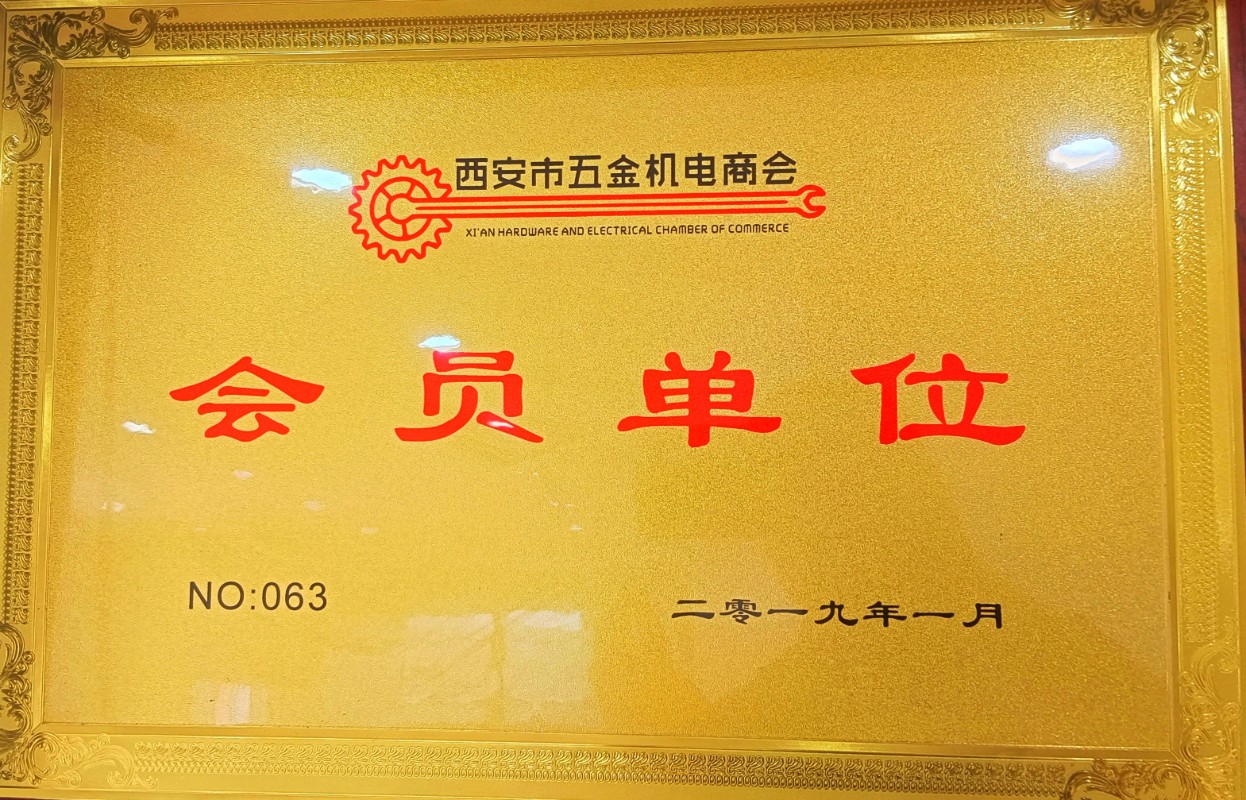 西安市五金机电商会
XI'AN HARDWARE AND ELECTRICAL CHAMBER OF COMMERCE
会员单位
NO:063
二零一九年一月